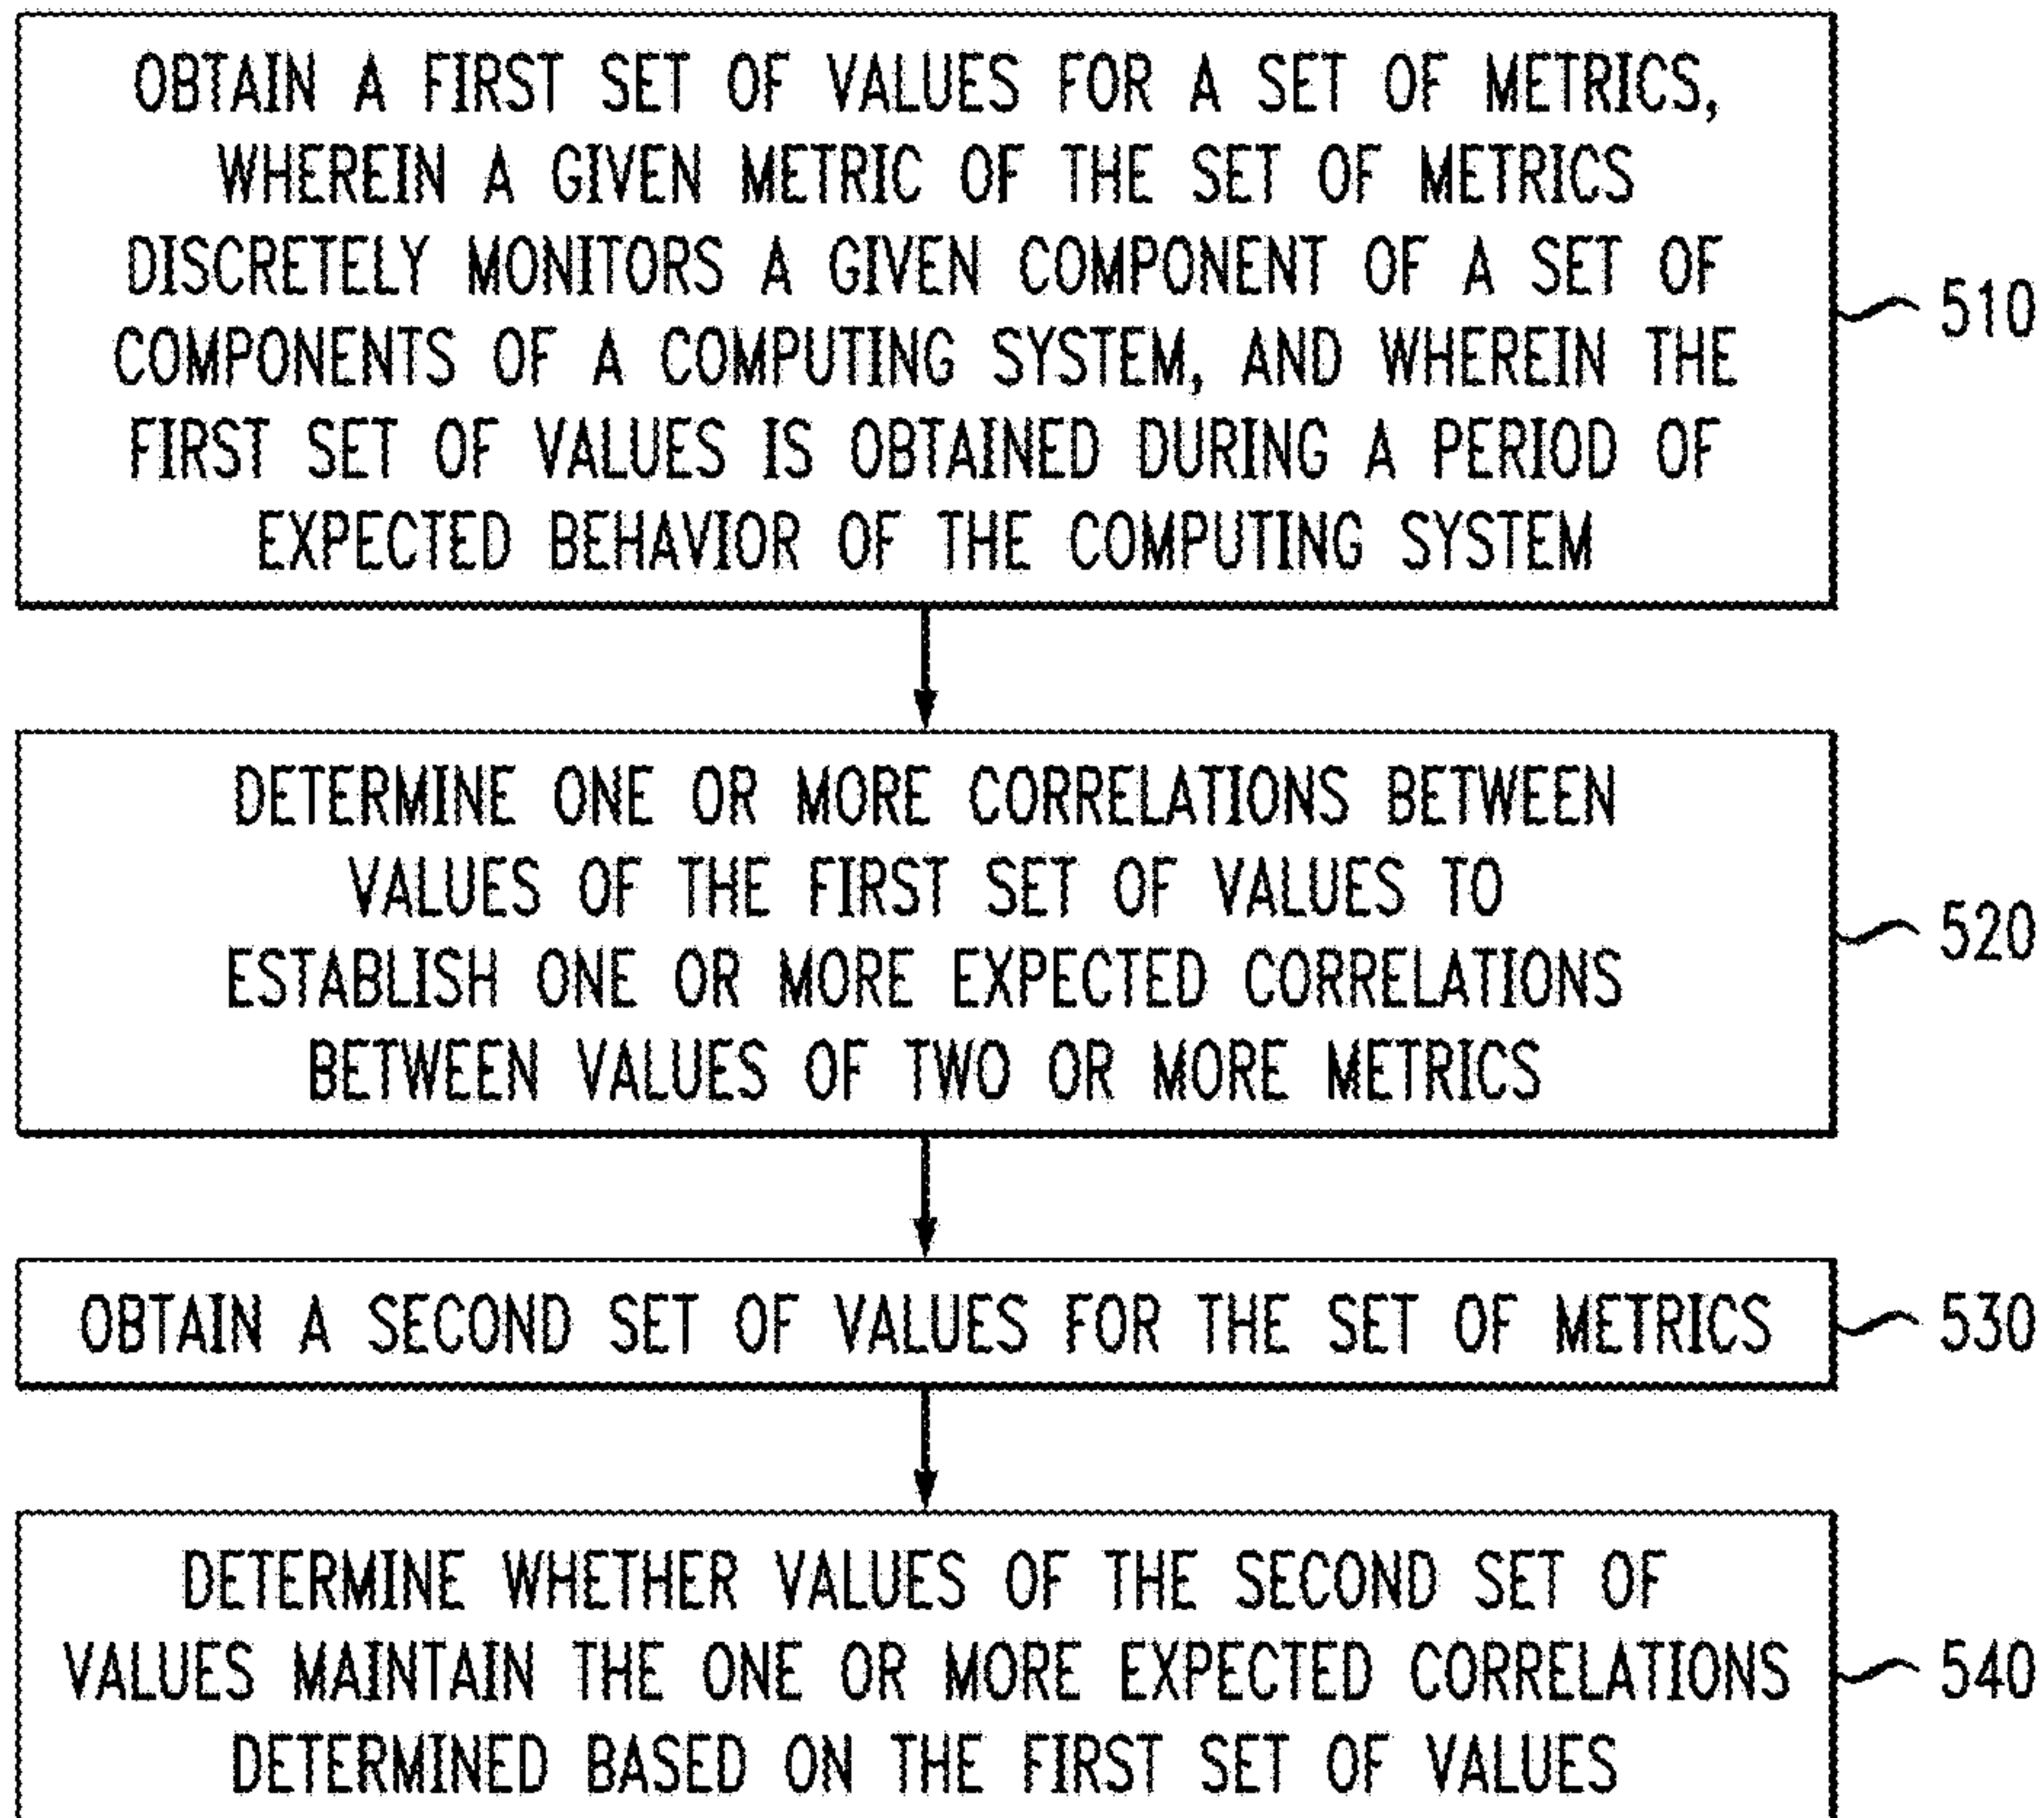 OBTAIN A FIRST SET OF VALUES FOR A SET OF METRICS,
WHEREIN A GIVEN METRIC OF THE SET OF METRICS
DISCRETELY MONITORS A GIVEN COMPONENT OF A SET OF
COMPONENTS OF A COMPUTING SYSTEM, AND WHEREIN THE
FIRST SET OF VALUES IS OBTAINED DURING A PERIOD OF
EXPECTED BEHAVIOR OF THE COMPUTING SYSTEM
510
DETERMINE ONE OR MORE CORRELATIONS BETWEEN
VALUES OF THE FIRST SET OF VALUES TO
ESTABLISH ONE OR MORE EXPECTED CORRELATIONS
BETWEEN VALUES OF TWO OR MORE METRICS
520
OBTAIN A SECOND SET OF VALUES FOR THE SET OF METRICS
530
DETERMINE WHETHER VALUES OF THE SECOND SET OF
VALUES MAINTAIN THE ONE OR MORE EXPECTED CORRELATIONS
DETERMINED BASED ON THE FIRST SET OF VALUES
540